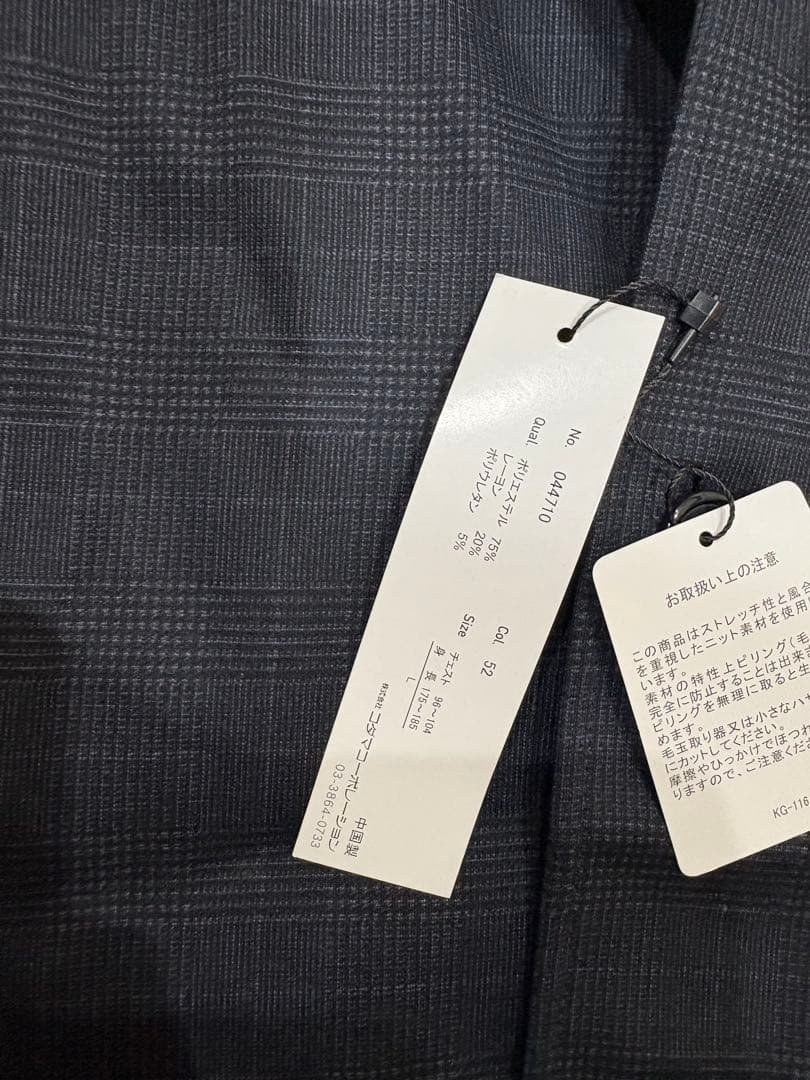 No. 044710
Qual. ポリエステル 75%
レーヨン 20%
ポリウレタン 5%
Col. 52
Size チェスト 96~104
身長 175~185
L
株式会社 コダマコーポレーション
03-3864-0733
中国製
お取扱い上の注意
この商品はストレッチ性と風合
を重視したニット素材を使用
います。
素材の特性上ピリング(毛
完全に防止することは出来ま
ピリングを無理に取ると生
めます。
毛玉取り器又は小さなハ
にカットしてください。
摩擦やひっかけでほつれ
りますので、ご注意くださ
KG-116